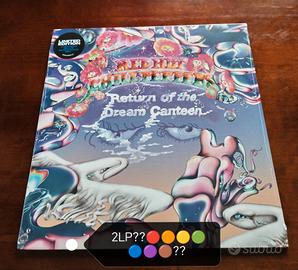 LIMITED
EDITION
RED HOT
CHILI PEPPERS
Return of the
Dream Canteen
2LP??🔴🟠🟡🟢
🔵🟣🟤??
subito